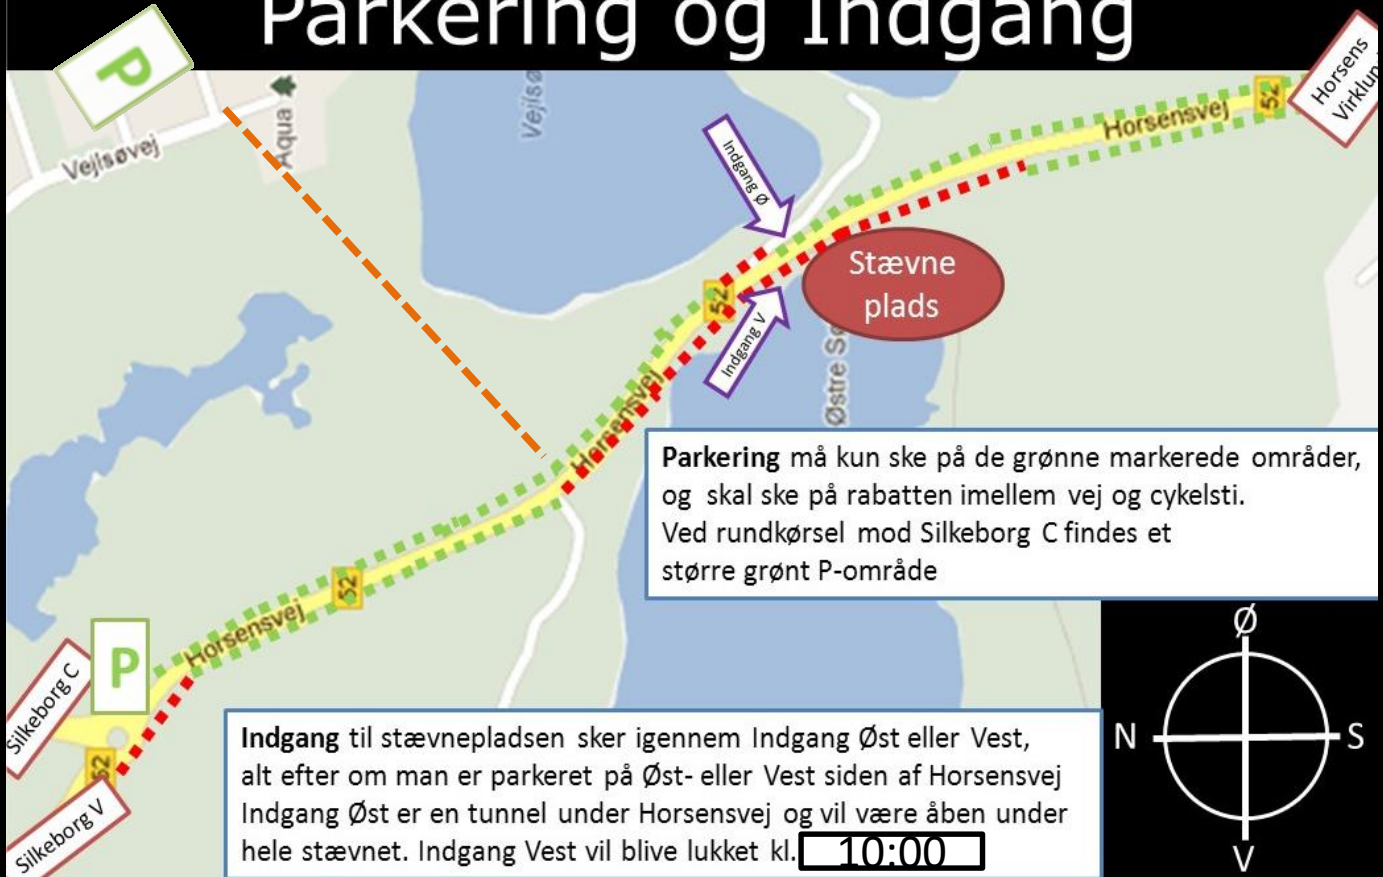 Parkering og Indgang
P
Vejlsøvej
Aqua
Vejlsø
Indgang Ø
Horsensvej
52
Horsens
Virklund
Stævne
plads
52
Indgang V
Østre Sø
Horsensvej
Parkering må kun ske på de grønne markerede områder,
og skal ske på rabatten imellem vej og cykelsti.
Ved rundkørsel mod Silkeborg C findes et
større grønt P-område
52
Horsensvej
P
Silkeborg C
52
Silkeborg V
Indgang til stævnepladsen sker igennem Indgang Øst eller Vest,
alt efter om man er parkeret på Øst- eller Vest siden af Horsensvej
Indgang Øst er en tunnel under Horsensvej og vil være åben under
hele stævnet. Indgang Vest vil blive lukket kl. 10:00
Ø
N
S
V